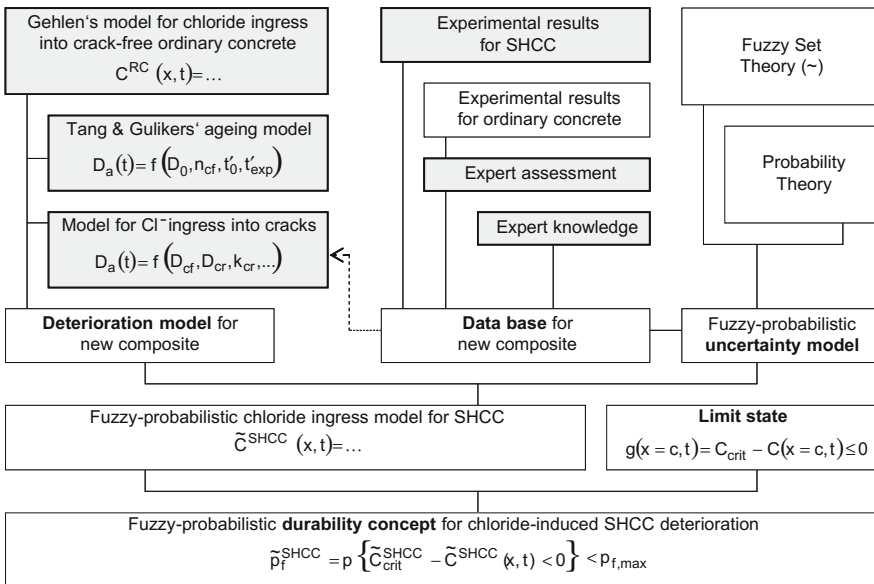 Gehlen‘s model for chloride ingress
into crack-free ordinary concrete
C^RC (x,t)=…
Tang & Gulikers‘ ageing model
D_a(t)= f (D_0,n_cf,t′_0,t′_exp)
Model for Cl⁻ingress into cracks
D_a(t)= f (D_cf,D_cr,k_cr,...)
Deterioration model for
new composite
Experimental results
for SHCC
Experimental results
for ordinary concrete
Expert assessment
Expert knowledge
Data base for
new composite
Fuzzy Set
Theory (~)
Probability
Theory
Fuzzy-probabilistic
uncertainty model
Fuzzy-probabilistic chloride ingress model for SHCC
C̃^SHCC (x,t)=…
Limit state
g(x=c,t)=C_crit − C(x=c,t)≤0
Fuzzy-probabilistic durability concept for chloride-induced SHCC deterioration
p̃_f^SHCC = p {C̃_crit^SHCC − C̃^SHCC (x,t) <0} <p_f,max